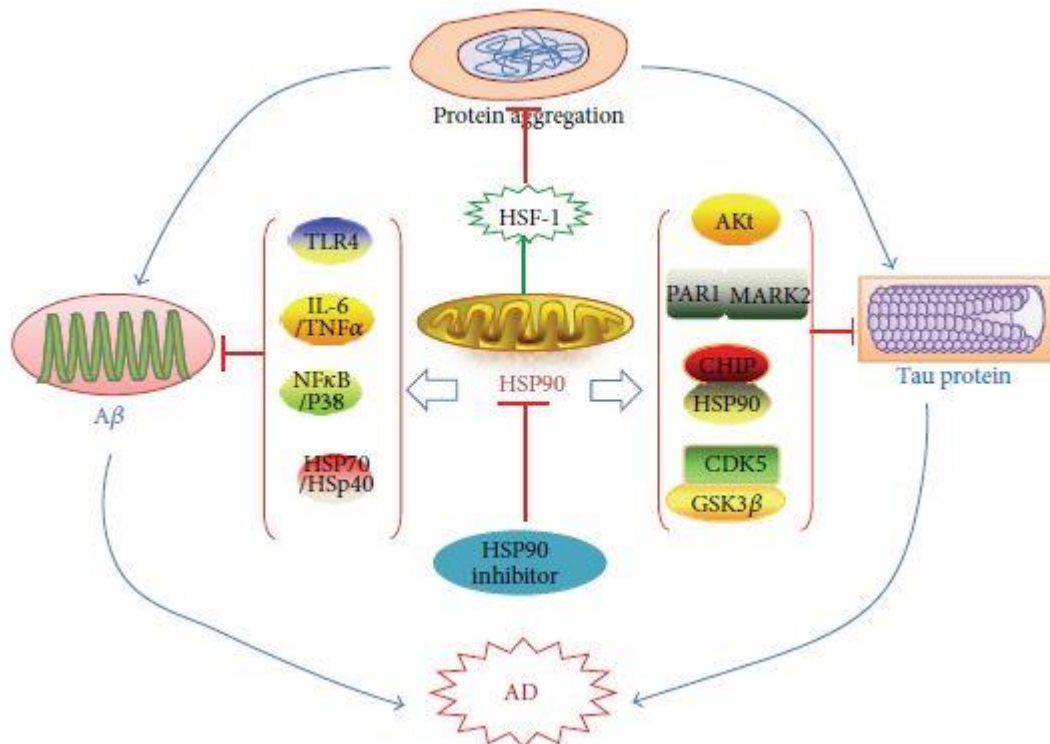 Protein aggregation
HSF-1
TLR4
IL-6
/TNFα
NFκB
/P38
HSP70
/HSp40
Aβ
HSP90
HSP90
inhibitor
AKt
PAR1 MARK2
CHIP
HSP90
CDK5
GSK3β
Tau protein
AD